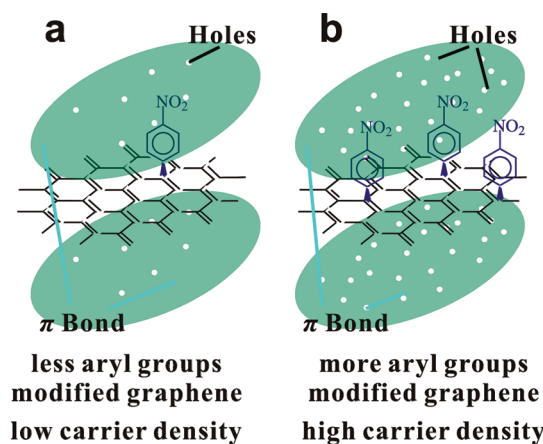 a
Holes
NO2
π Bond
less aryl groups
modified graphene
low carrier density
b
Holes
NO2
NO2
NO2
π Bond
more aryl groups
modified graphene
high carrier density